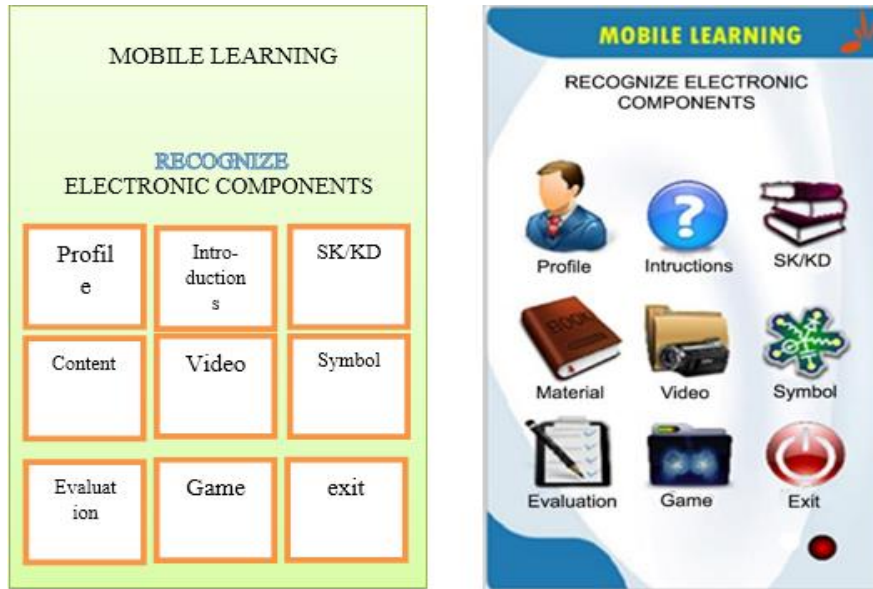 MOBILE LEARNING
RECOGNIZE
ELECTRONIC COMPONENTS
Profil
e
Intro-
duction
s
SK/KD
Content
Video
Symbol
Evaluat
ion
Game
exit
MOBILE LEARNING
RECOGNIZE ELECTRONIC
COMPONENTS
Profile
Intructions
SK/KD
BOOK
Material
Video
Symbol
Evaluation
Game
Exit